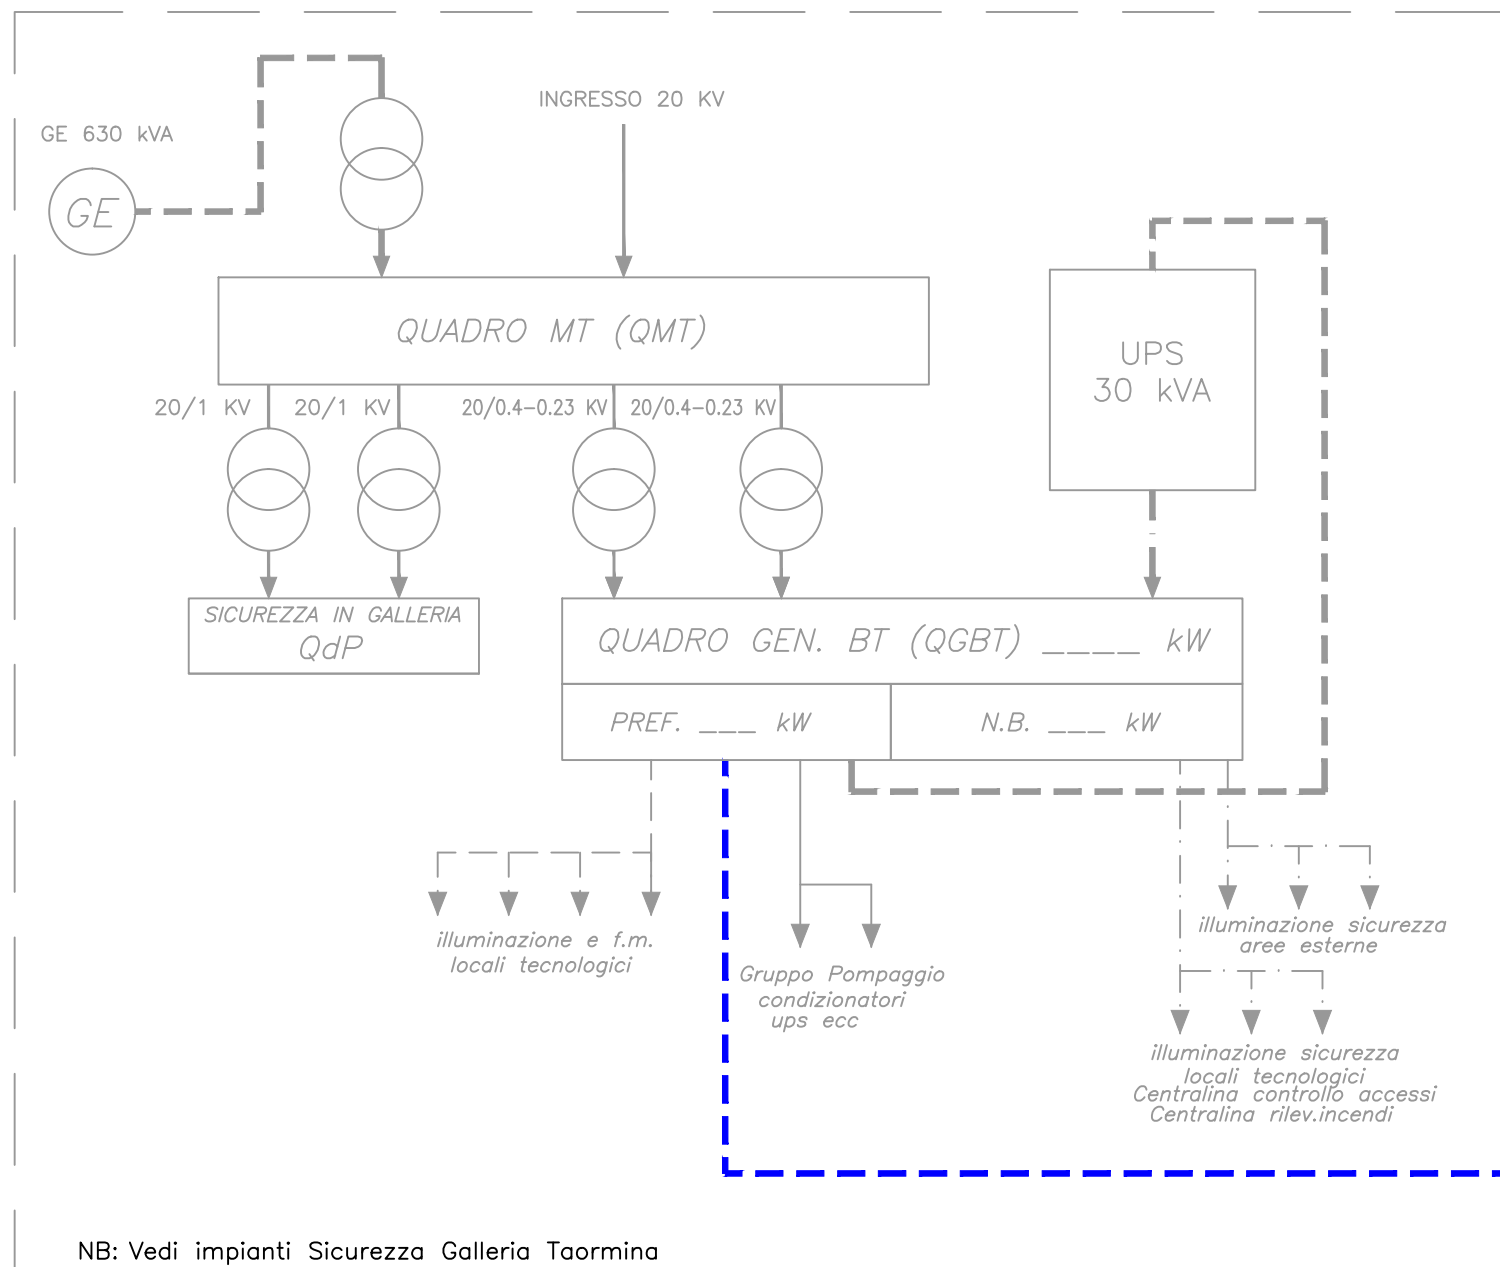 INGRESSO 20 KV
GE 630 kVA
GE
QUADRO MT (QMT)
UPS
30 kVA
20/1 KV
20/1 KV
20/0.4-0.23 KV
20/0.4-0.23 KV
SICUREZZA IN GALLERIA
QdP
QUADRO GEN. BT (QGBT) ____ kW
PREF. ___ kW
N.B. ___ kW
illuminazione e f.m.
locali tecnologici
Gruppo Pompaggio
condizionatori
ups ecc
illuminazione sicurezza
aree esterne
illuminazione sicurezza
locali tecnologici
Centralina controllo accessi
Centralina rilev.incendi
NB: Vedi impianti Sicurezza Galleria Taormina